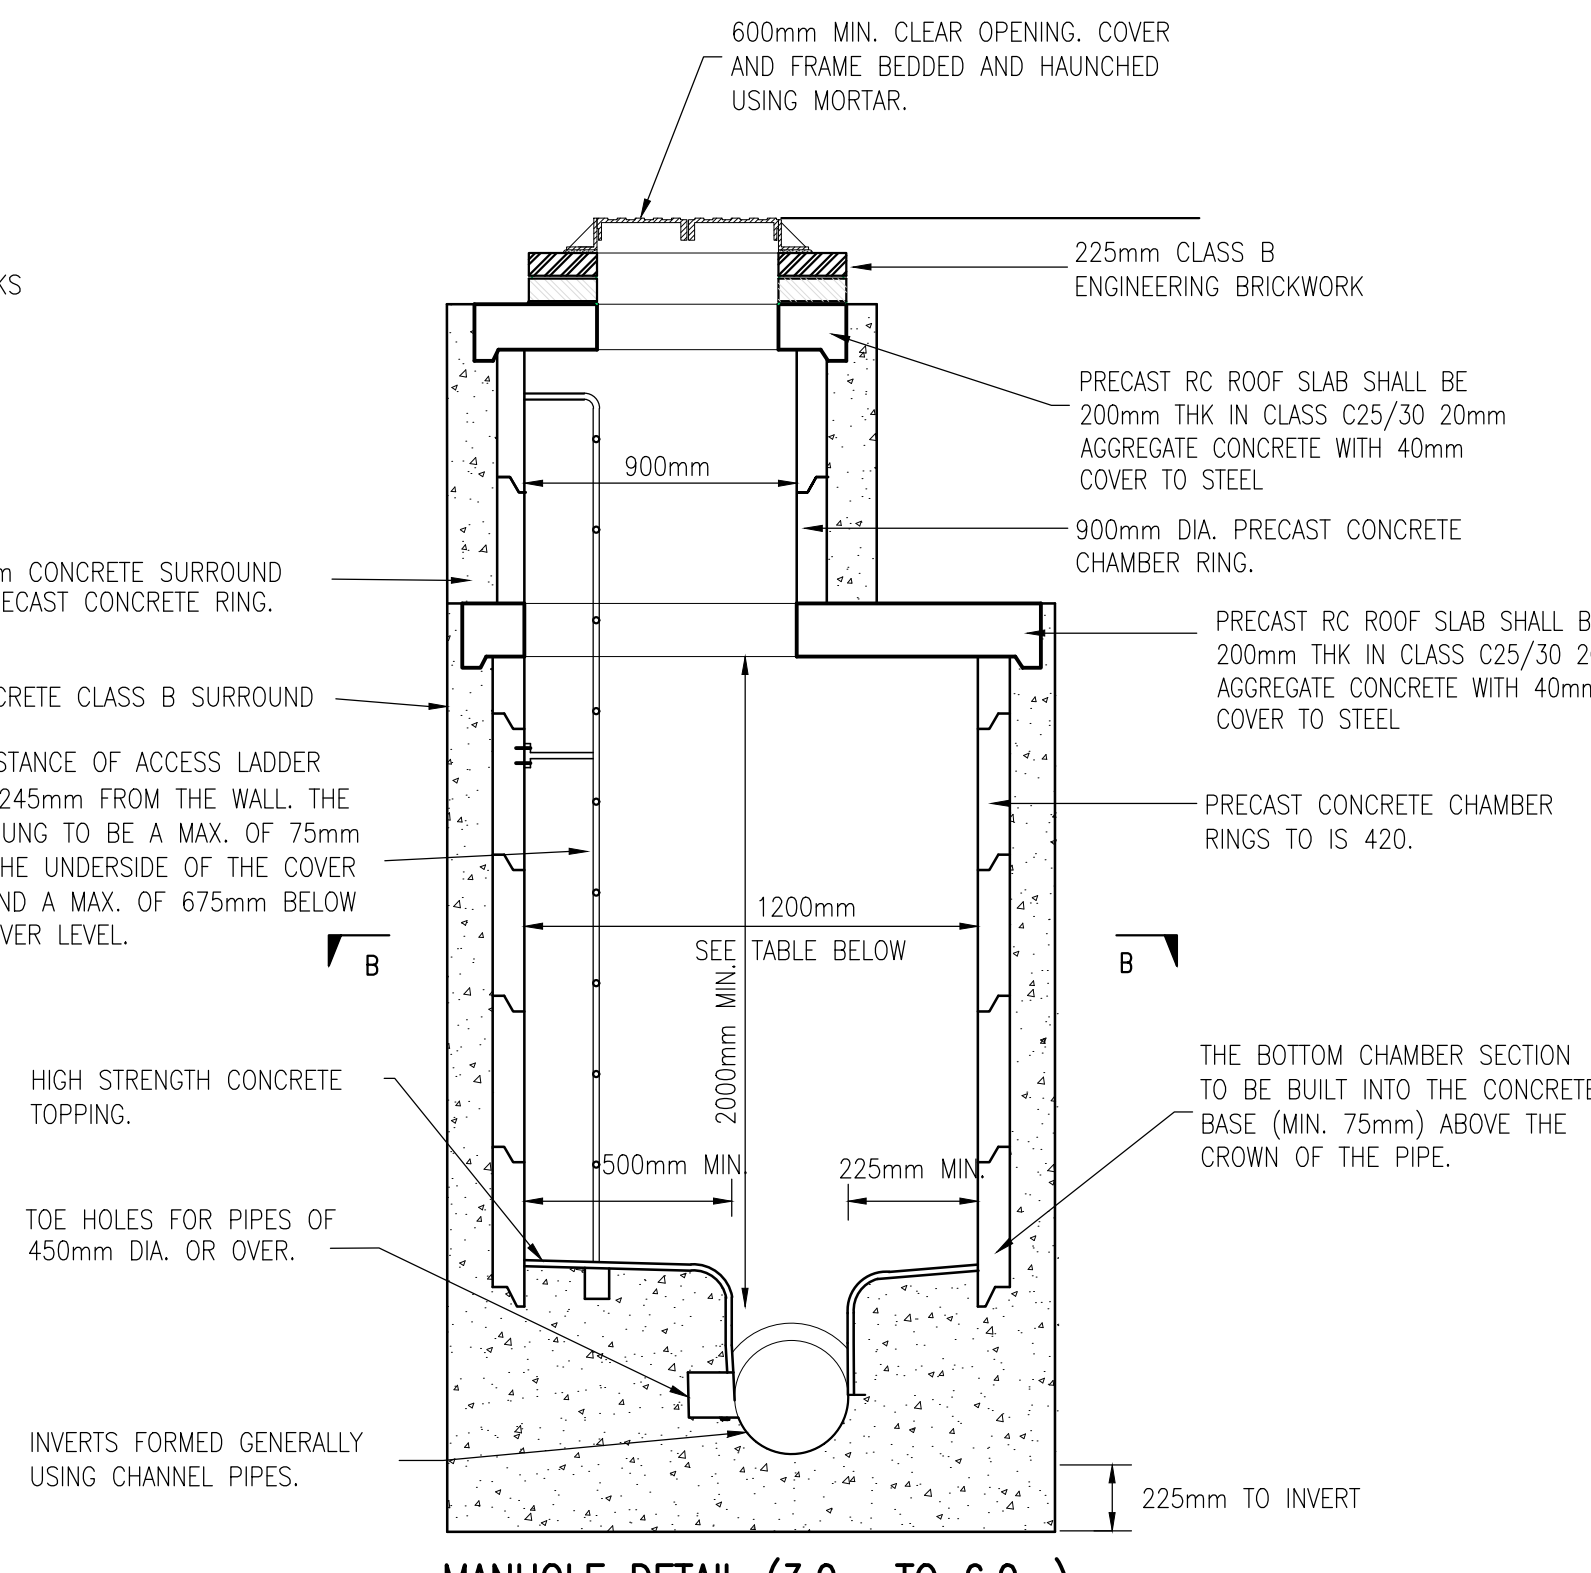 600mm MIN. CLEAR OPENING. COVER
AND FRAME BEDDED AND HAUNCHED
USING MORTAR.
225mm CLASS B
ENGINEERING BRICKWORK
PRECAST RC ROOF SLAB SHALL BE
200mm THK IN CLASS C25/30 20mm
AGGREGATE CONCRETE WITH 40mm
COVER TO STEEL
900mm
900mm DIA. PRECAST CONCRETE
CHAMBER RING.
CONCRETE SURROUND
CONCRETE RING.
PRECAST RC ROOF SLAB SHALL
200mm THK IN CLASS C25/30
AGGREGATE CONCRETE WITH 40mm
COVER TO STEEL
CLASS B SURROUND
OF ACCESS LADDER
245mm FROM THE WALL. THE
TO BE A MAX. OF 75mm
UNDERSIDE OF THE COVER
A MAX. OF 675mm BELOW
LEVEL.
PRECAST CONCRETE CHAMBER
RINGS TO IS 420.
1200mm
SEE TABLE BELOW
2000mm MIN.
B
B
HIGH STRENGTH CONCRETE
TOPPING.
THE BOTTOM CHAMBER SECTION
TO BE BUILT INTO THE CONCRETE
BASE (MIN. 75mm) ABOVE THE
CROWN OF THE PIPE.
500mm MIN.
225mm MIN.
TOE HOLES FOR PIPES OF
450mm DIA. OR OVER.
INVERTS FORMED GENERALLY
USING CHANNEL PIPES.
225mm TO INVERT
MANHOLE DETAIL